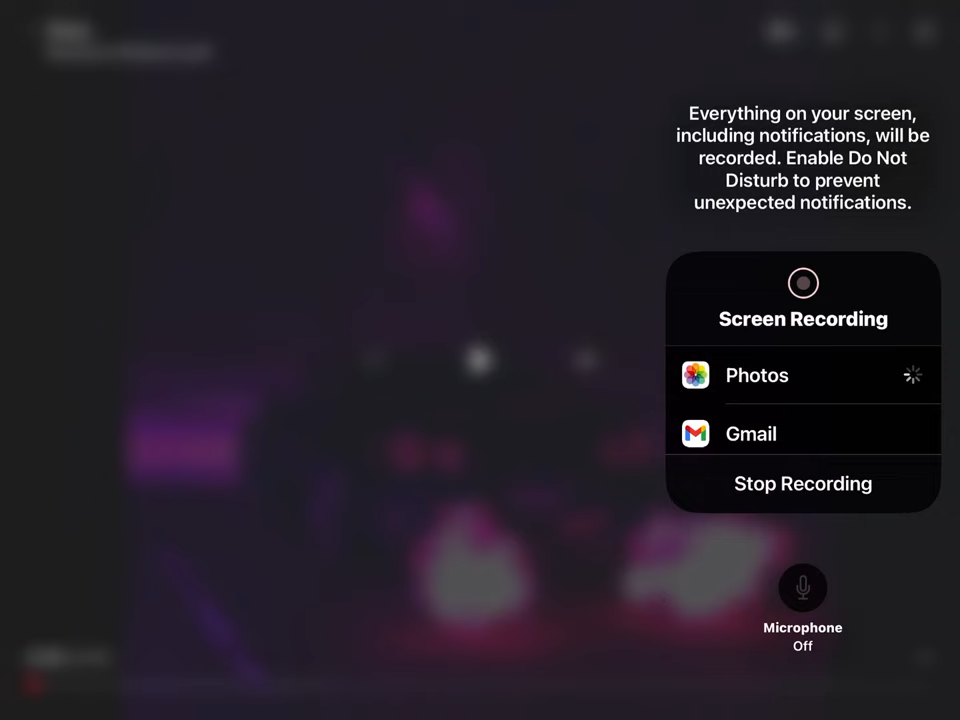 Everything on your screen,
including notifications, will be
recorded. Enable Do Not
Disturb to prevent
unexpected notifications.
Screen Recording
Photos
Gmail
Stop Recording
Microphone
Off